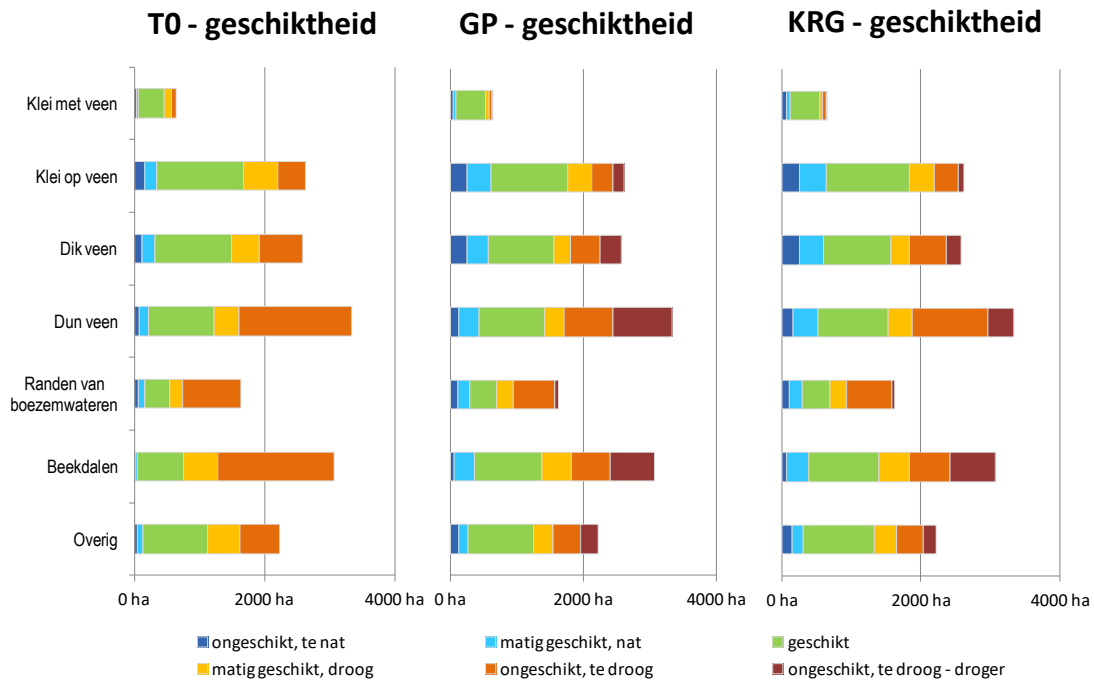 T0 - geschiktheid
GP - geschiktheid
KRG - geschiktheid
Klei met veen
Klei op veen
Dik veen
Dun veen
Randen van
boezemwateren
Beekdalen
Overig
0 ha
2000 ha
4000 ha
0 ha
2000 ha
4000 ha
0 ha
2000 ha
4000 ha
ongeschikt, te nat
matig geschikt, nat
geschikt
matig geschikt, droog
ongeschikt, te droog
ongeschikt, te droog - droger